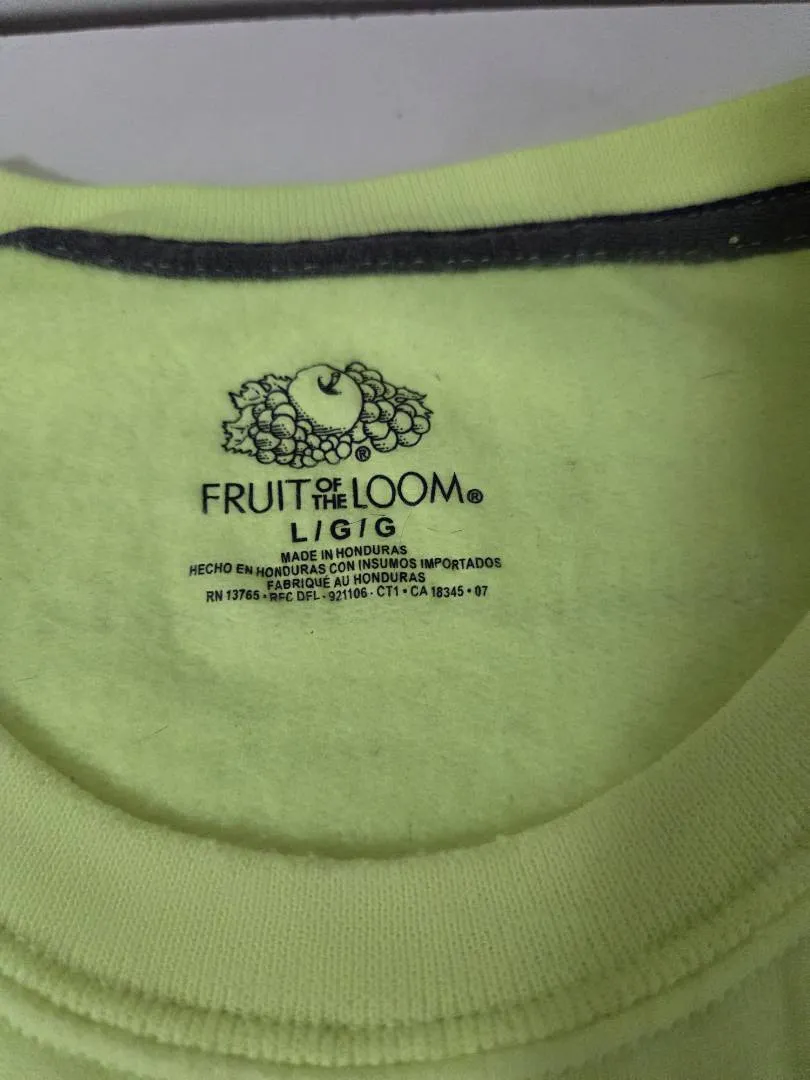 ®
FRUIT OF THE LOOM®
L/G/G
MADE IN HONDURAS
HECHO EN HONDURAS CON INSUMOS IMPORTADOS
FABRIQUÉ AU HONDURAS
RN 13765 • RFC DFL - 921106 - CT1 • CA 18345 • 07